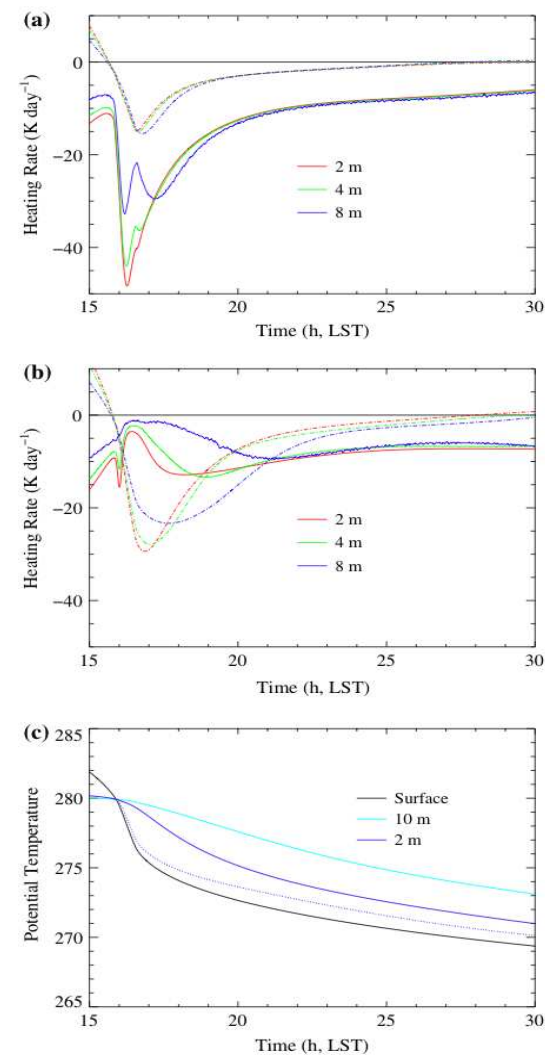 (a)
Heating Rate (K day⁻¹)
0
−20
−40
2 m
4 m
8 m
15 20 25 30
Time (h, LST)
(b)
Heating Rate (K day⁻¹)
0
−20
−40
2 m
4 m
8 m
15 20 25 30
Time (h, LST)
(c)
Potential Temperature
285
280
275
270
265
Surface
10 m
2 m
15 20 25 30
Time (h, LST)